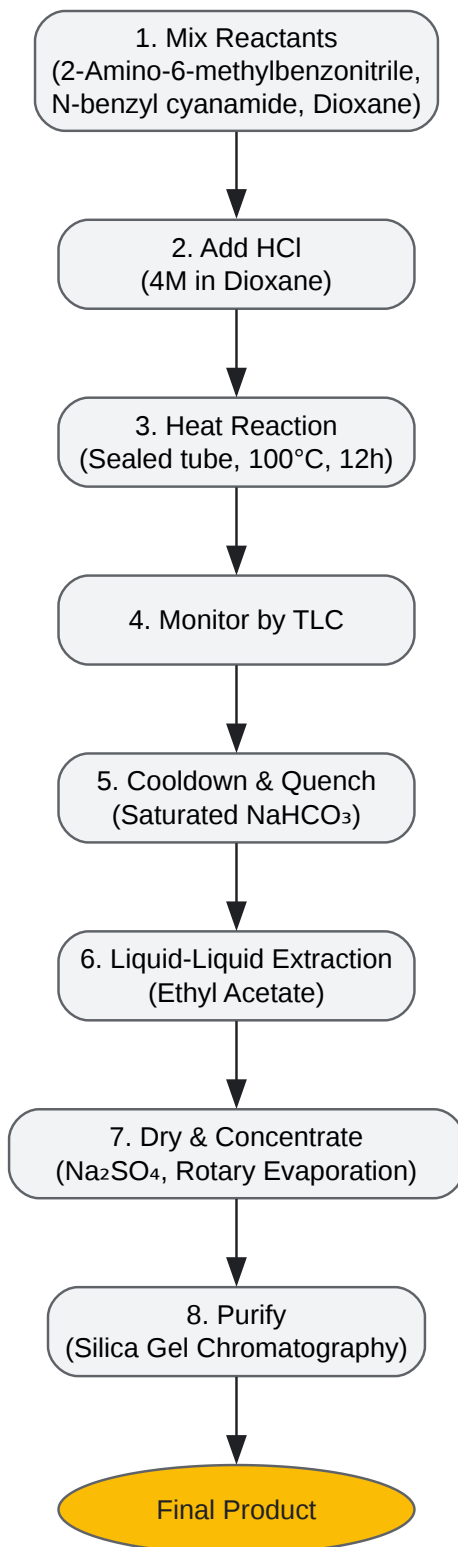 1. Mix Reactants
(2-Amino-6-methylbenzonitrile,
N-benzyl cyanamide, Dioxane)
2. Add HCl
(4M in Dioxane)
3. Heat Reaction
(Sealed tube, 100°C, 12h)
4. Monitor by TLC
5. Cooldown & Quench
(Saturated NaHCO₃)
6. Liquid-Liquid Extraction
(Ethyl Acetate)
7. Dry & Concentrate
(Na₂SO₄, Rotary Evaporation)
8. Purify
(Silica Gel Chromatography)
Final Product